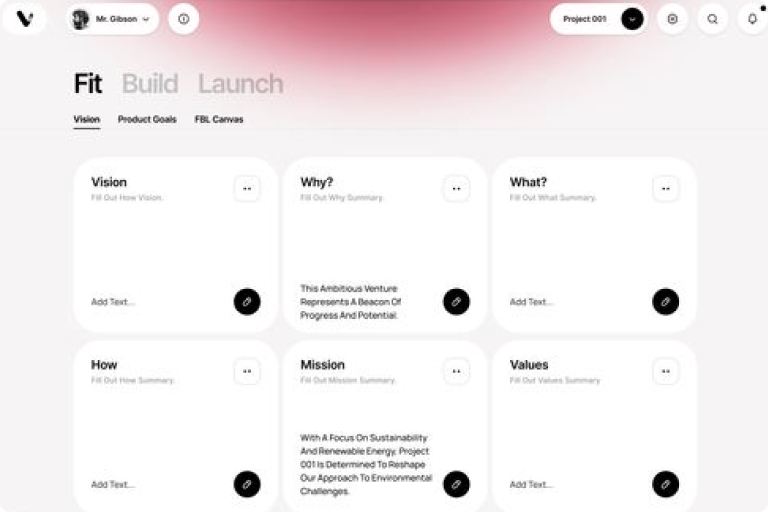 Mr. Gibson
Project 001
Fit Build Launch
Vision Product Goals FBL Canvas
Vision
Fill Out How Vision.
Add Text...
Why?
Fill Out Why Summary.
This Ambitious Venture
Represents A Beacon Of
Progress And Potential.
What?
Fill Out What Summary.
Add Text...
How
Fill Out How Summary.
Add Text...
Mission
Fill Out Mission Summary.
With A Focus On Sustainability
And Renewable Energy, Project
001 Is Determined To Reshape
Our Approach To Environmental
Challenges.
Values
Fill Out Values Summary
Add Text...